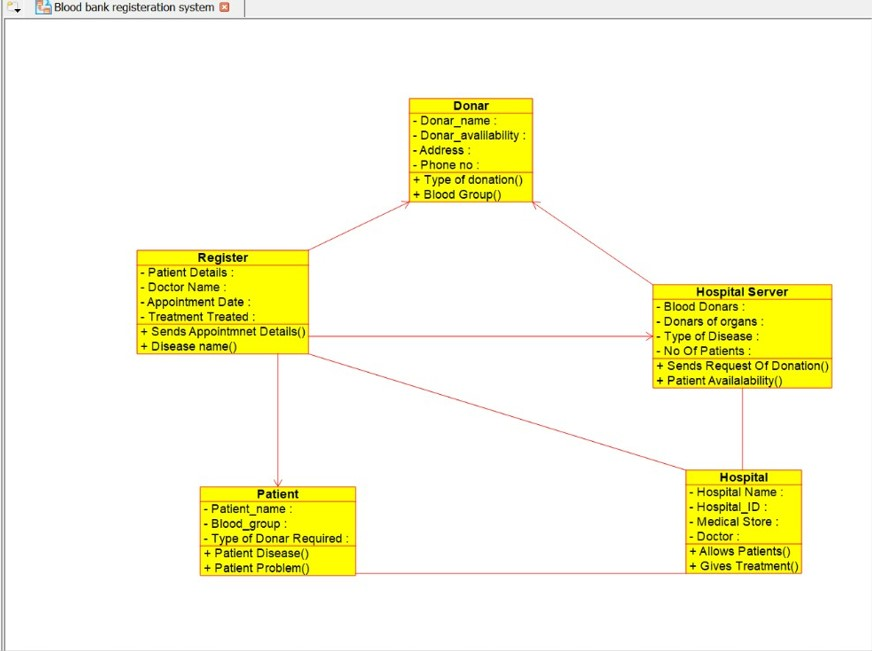 Blood bank registeration system
Donar
- Donar_name :
- Donar_avalilability :
- Address :
- Phone no :
+ Type of donation()
+ Blood Group()
Register
- Patient Details :
- Doctor Name :
- Appointment Date :
- Treatment Treated :
+ Sends Appointmnet Details()
+ Disease name()
Hospital Server
- Blood Donars :
- Donars of organs :
- Type of Disease :
- No Of Patients :
+ Sends Request Of Donation()
+ Patient Availalability()
Patient
- Patient_name :
- Blood_group :
- Type of Donar Required :
+ Patient Disease()
+ Patient Problem()
Hospital
- Hospital Name :
- Hospital_ID :
- Medical Store :
- Doctor :
+ Allows Patients()
+ Gives Treatment()